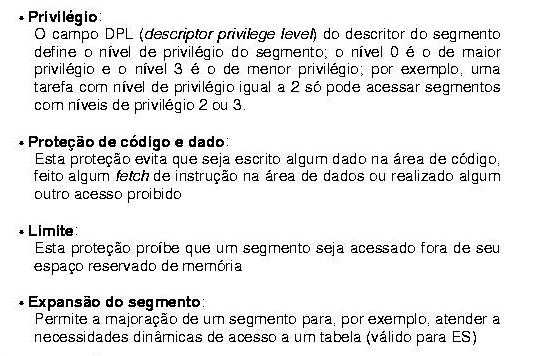 • Privilégio:
O campo DPL (descriptor privilege level) do descritor do segmento
define o nível de privilégio do segmento; o nível 0 é o de maior
privilégio e o nível 3 é o de menor privilégio; por exemplo, uma
tarefa com nível de privilégio igual a 2 só pode acessar segmentos
com níveis de privilégio 2 ou 3.
• Proteção de código e dado:
Esta proteção evita que seja escrito algum dado na área de código,
feito algum fetch de instrução na área de dados ou realizado algum
outro acesso proibido
• Limite:
Esta proteção proíbe que um segmento seja acessado fora de seu
espaço reservado de memória
• Expansão do segmento:
Permite a majoração de um segmento para, por exemplo, atender a
necessidades dinâmicas de acesso a um tabela (válido para ES)